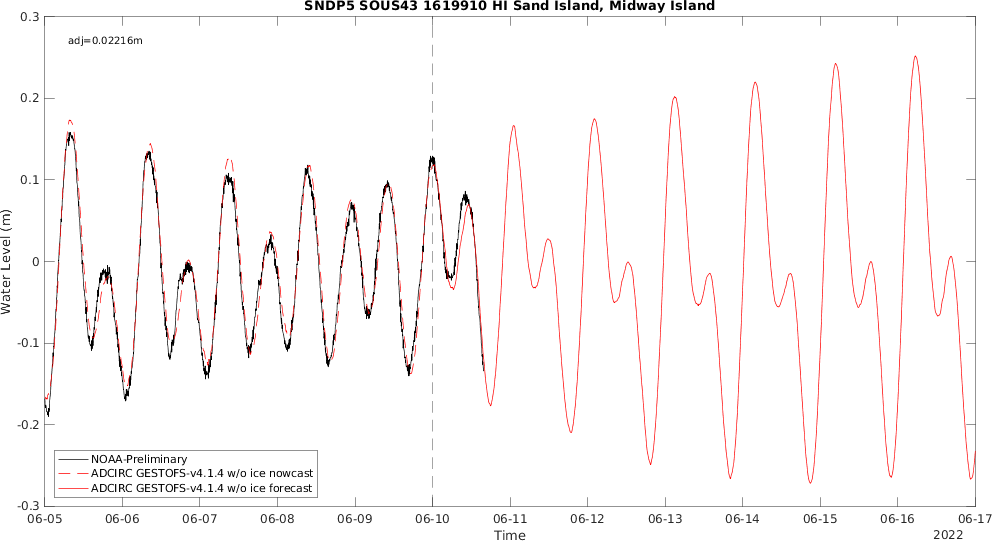 SNDP5 SOUS43 1619910 HI Sand Island, Midway Island
0.3
adj=0.02216m
0.2
0.1
0
-0.1
-0.2
-0.3
Water Level (m)
NOAA-Preliminary
ADCIRC GESTOFS-v4.1.4 w/o ice nowcast
ADCIRC GESTOFS-v4.1.4 w/o ice forecast
06-05 06-06 06-07 06-08 06-09 06-10 06-11 06-12 06-13 06-14 06-15 06-16 06-17
Time
2022